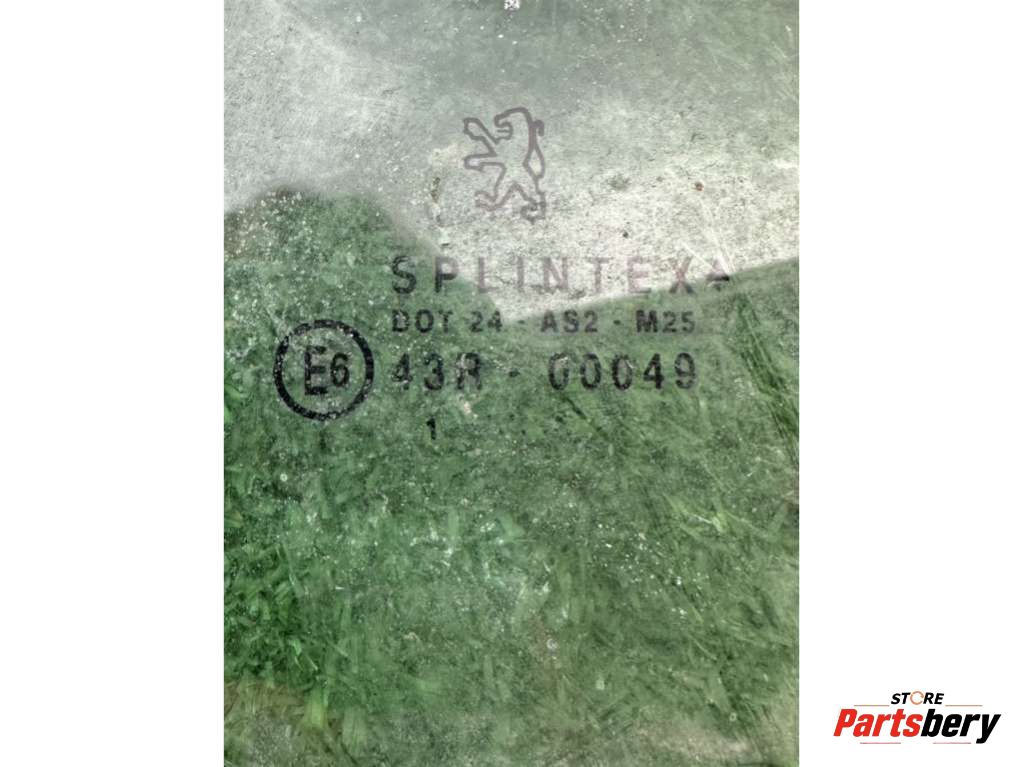 SPLINTEX
DOT 24 - AS2 - M25
E6 43R - 00049
1
STORE
Partsbery